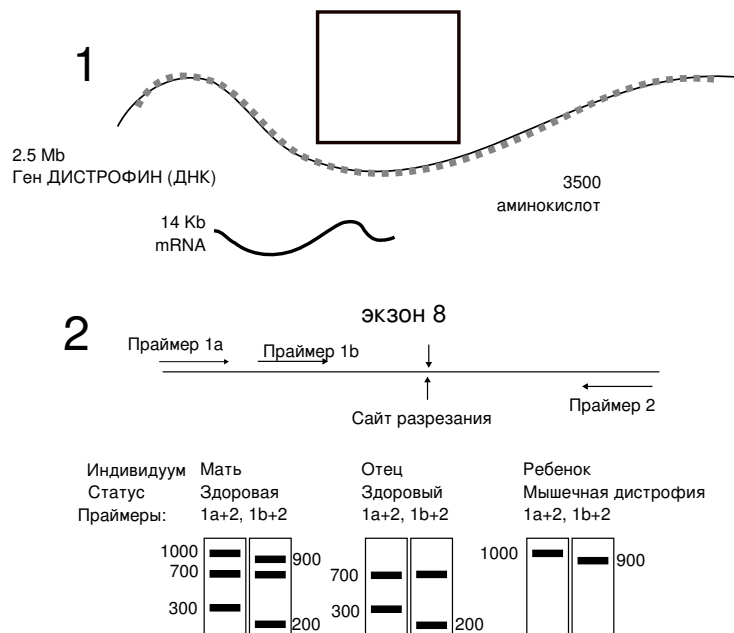 1
2.5 Mb
Ген ДИСТРОФИН (ДНК)
3500
аминокислот
14 Kb
mRNA
2
экзон 8
Праймер 1a
Праймер 1b
Сайт разрезания
Праймер 2
Индивидуум Мать Отец Ребенок
Статус Здоровая Здоровый Мышечная дистрофия
Праймеры: 1a+2, 1b+2 1a+2, 1b+2 1a+2, 1b+2
1000 900 1000 900
700 700
300 300
200 200